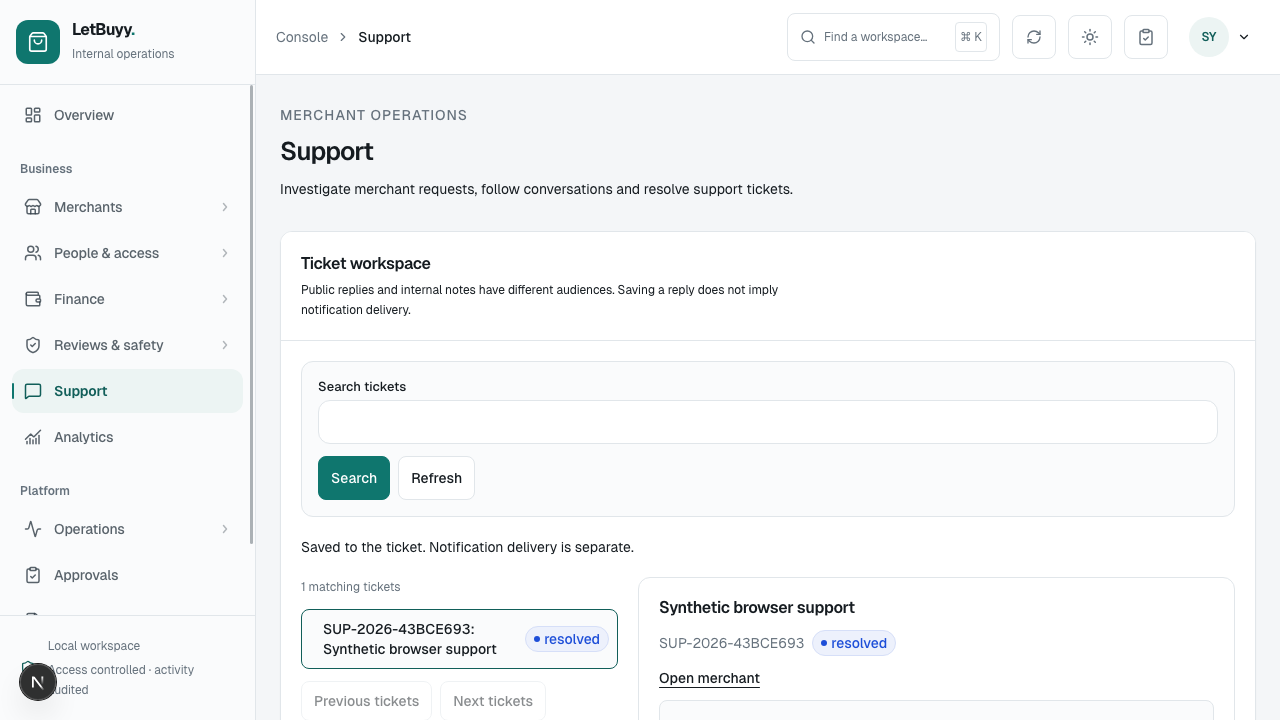 LetBuyy.
Internal operations
Overview
Business
Merchants
People & access
Finance
Reviews & safety
Support
Analytics
Platform
Operations
Approvals
Local workspace
Access controlled · activity
audited
N
Console > Support
Find a workspace...
⌘ K
SY
MERCHANT OPERATIONS
Support
Investigate merchant requests, follow conversations and resolve support tickets.
Ticket workspace
Public replies and internal notes have different audiences. Saving a reply does not imply
notification delivery.
Search tickets
Search
Refresh
Saved to the ticket. Notification delivery is separate.
1 matching tickets
SUP-2026-43BCE693:
Synthetic browser support
resolved
Previous tickets
Next tickets
Synthetic browser support
SUP-2026-43BCE693
resolved
Open merchant